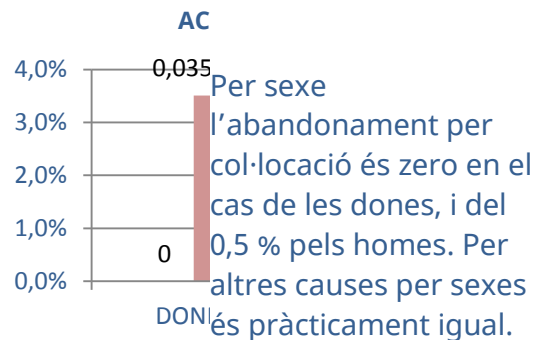 AC
4,0%
0,035
3,0%
2,0%
1,0%
0
0,0%
DON
Per sexe
l'abandonament per
col·locació és zero en el
cas de les dones, i del
0,5 % pels homes. Per
altres causes per sexes
és pràcticament igual.